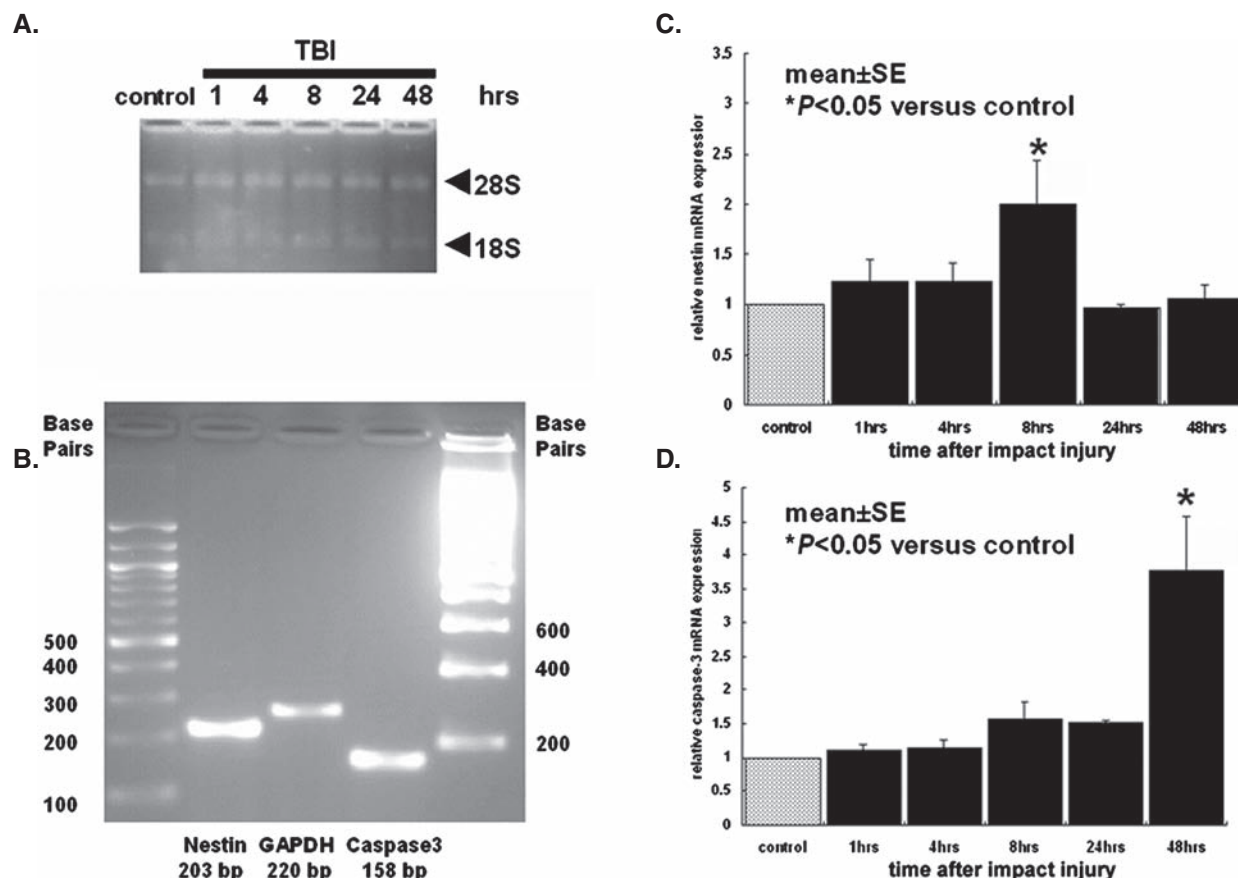 A.
TBI
control 1 4 8 24 48 hrs
28S
18S
B.
Base
Pairs
Base
Pairs
500
400
300
200
100
600
400
200
Nestin GAPDH Caspase3
203 bp 220 bp 158 bp
C.
mean±SE
*P<0.05 versus control
*
relative nestin mRNA expression
3.5
3
2.5
2
1.5
1
0.5
0
control 1hrs 4hrs 8hrs 24hrs 48hrs
time after impact injury
D.
mean±SE
*P<0.05 versus control
*
relative caspase-3 mRNA expression
5
4.5
4
3.5
3
2.5
2
1.5
1
0.5
0
control 1hrs 4hrs 8hrs 24hrs 48hrs
time after impact injury